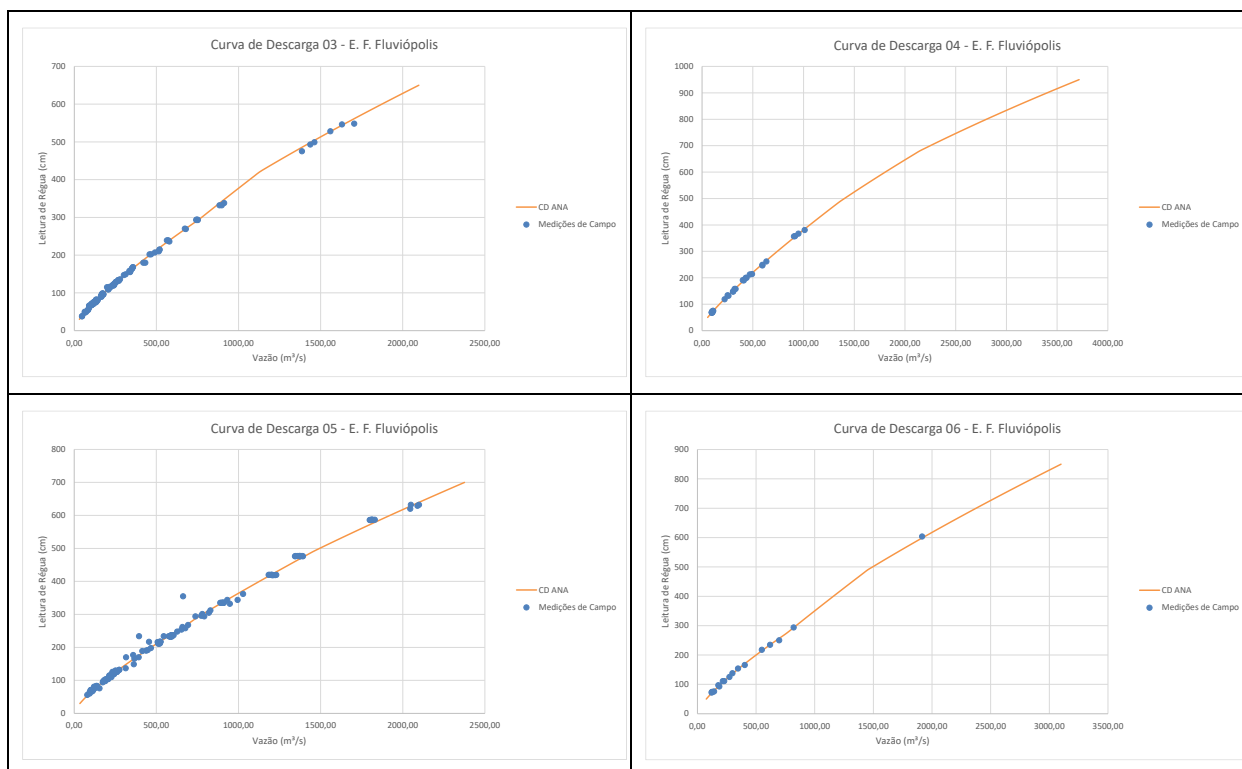 Curva de Descarga 03 - E. F. Fluviópolis
Leitura de Régua (cm)
700
600
500
400
300
200
100
0
0,00 500,00 1000,00 1500,00 2000,00 2500,00
Vazão (m³/s)
CD ANA
Medições de Campo
Curva de Descarga 04 - E. F. Fluviópolis
Leitura de Régua (cm)
1000
900
800
700
600
500
400
300
200
100
0
0,00 500,00 1000,00 1500,00 2000,00 2500,00 3000,00 3500,00 4000,00
Vazão (m³/s)
CD ANA
Medições de Campo
Curva de Descarga 05 - E. F. Fluviópolis
Leitura de Régua (cm)
800
700
600
500
400
300
200
100
0
0,00 500,00 1000,00 1500,00 2000,00 2500,00
Vazão (m³/s)
CD ANA
Medições de Campo
Curva de Descarga 06 - E. F. Fluviópolis
Leitura de Régua (cm)
900
800
700
600
500
400
300
200
100
0
0,00 500,00 1000,00 1500,00 2000,00 2500,00 3000,00 3500,00
Vazão (m³/s)
CD ANA
Medições de Campo